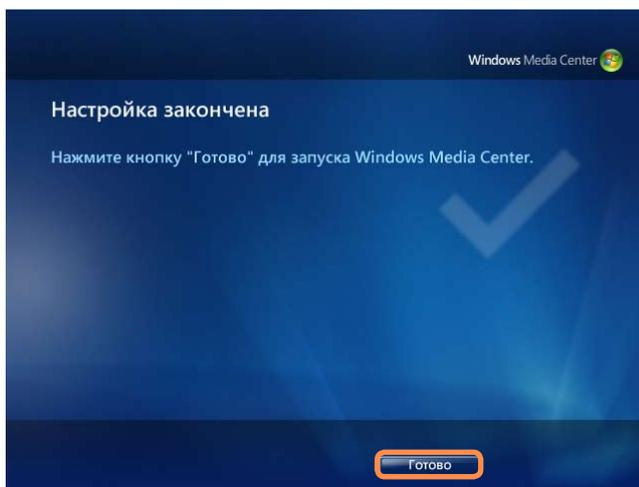 Windows Media Center
Настройка закончена
Нажмите кнопку "Готово" для запуска Windows Media Center.
Готово